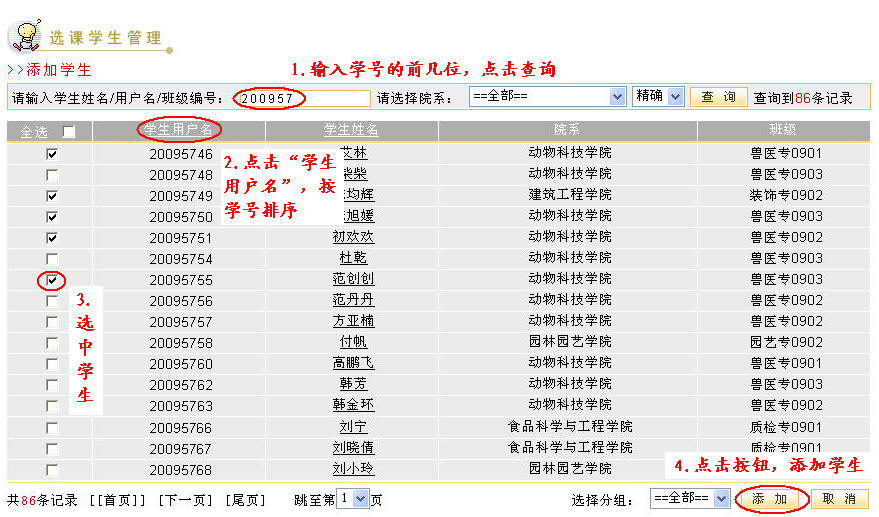 选课学生管理
>>添加学生
1.输入学号的前几位，点击查询
请输入学生姓名/用户名/班级编号： 200957 请选择院系： ==全部== 精确 查询 查询到86条记录
全选 学生用户名 学生姓名 院系 班级
20095746 艾林 动物科技学院 兽医专0901
20095748 柴柴 动物科技学院 兽医专0903
20095749 均辉 建筑工程学院 装饰专0902
20095750 旭媛 动物科技学院 兽医专0903
20095751 初欢欢 动物科技学院 兽医专0902
20095754 杜乾 动物科技学院 兽医专0903
20095755 范创创 动物科技学院 兽医专0903
20095756 范丹丹 动物科技学院 兽医专0902
20095757 方亚楠 动物科技学院 兽医专0902
20095758 付帆 园林园艺学院 园艺专0902
20095760 高鹏飞 动物科技学院 兽医专0901
20095762 韩芳 动物科技学院 兽医专0903
20095763 韩金环 动物科技学院 兽医专0902
20095766 刘宁 食品科学与工程学院 质检专0901
20095767 刘晓倩 食品科学与工程学院 质检专0901
20095768 刘小玲 园林园艺学院
2.点击“学生
用户名”，按
学号排序
3.
选
中
学
生
4.点击按钮，添加学生
共86条记录 [[首页]] [下一页] [尾页] 跳至第 1 页 选择分组： ==全部== 添加 取消